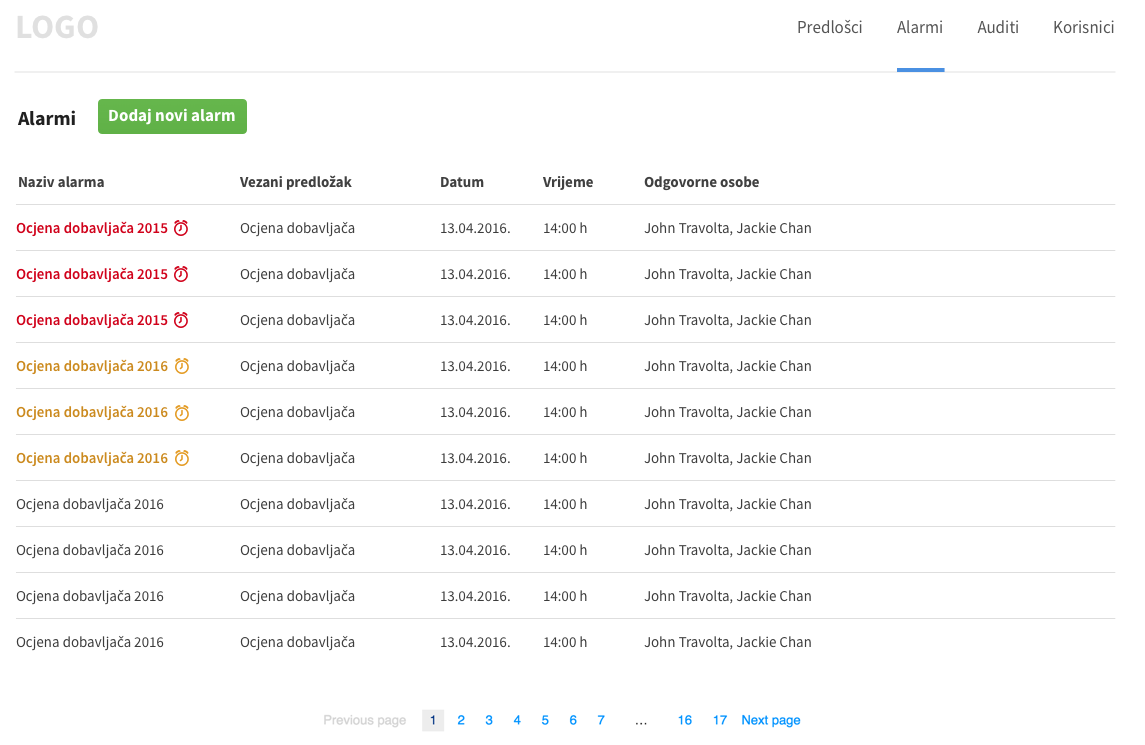 LOGO Predlošci Alarmi Auditi Korisnici
Alarmi Dodaj novi alarm
Naziv alarma Vezani predložak Datum Vrijeme Odgovorne osobe
Ocjena dobavljača 2015 Ocjena dobavljača 13.04.2016. 14:00 h John Travolta, Jackie Chan
Ocjena dobavljača 2015 Ocjena dobavljača 13.04.2016. 14:00 h John Travolta, Jackie Chan
Ocjena dobavljača 2015 Ocjena dobavljača 13.04.2016. 14:00 h John Travolta, Jackie Chan
Ocjena dobavljača 2016 Ocjena dobavljača 13.04.2016. 14:00 h John Travolta, Jackie Chan
Ocjena dobavljača 2016 Ocjena dobavljača 13.04.2016. 14:00 h John Travolta, Jackie Chan
Ocjena dobavljača 2016 Ocjena dobavljača 13.04.2016. 14:00 h John Travolta, Jackie Chan
Ocjena dobavljača 2016 Ocjena dobavljača 13.04.2016. 14:00 h John Travolta, Jackie Chan
Ocjena dobavljača 2016 Ocjena dobavljača 13.04.2016. 14:00 h John Travolta, Jackie Chan
Ocjena dobavljača 2016 Ocjena dobavljača 13.04.2016. 14:00 h John Travolta, Jackie Chan
Ocjena dobavljača 2016 Ocjena dobavljača 13.04.2016. 14:00 h John Travolta, Jackie Chan
Previous page 1 2 3 4 5 6 7 ... 16 17 Next page